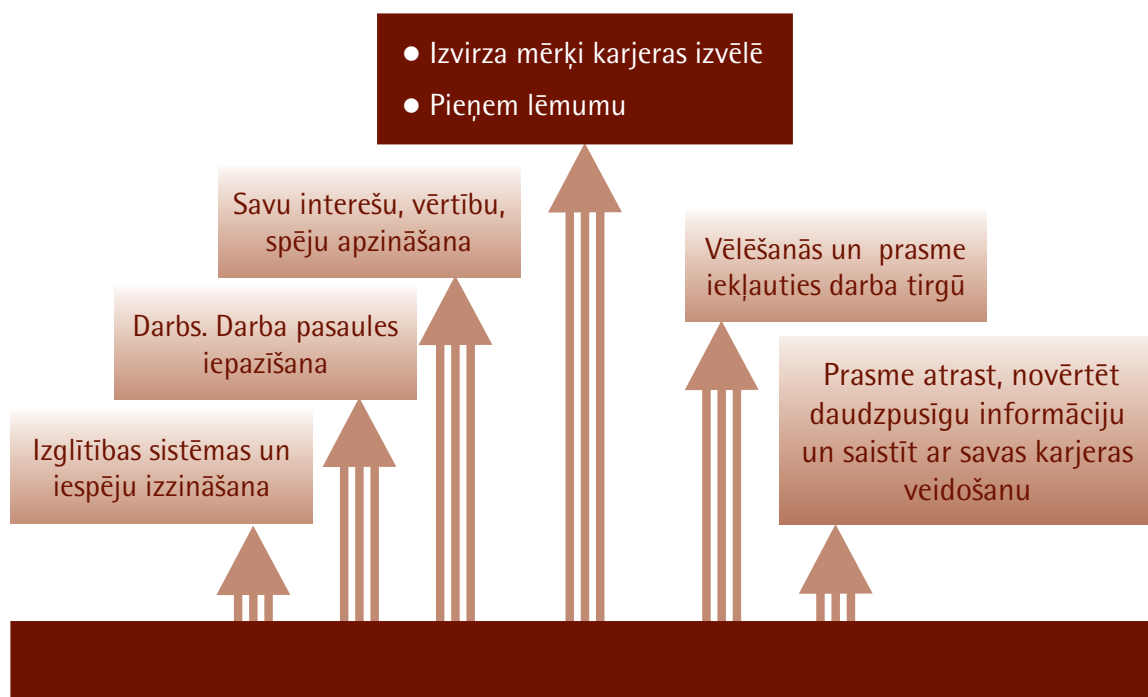 ● Izvirza mērķi karjeras izvēlē
● Pieņem lēmumu
Savu interešu, vērtību,
spēju apzināšana
Vēlēšanās un prasme
iekļauties darba tirgū
Darbs. Darba pasaules
iepazīšana
Prasme atrast, novērtēt
daudzpusīgu informāciju
un saistīt ar savas karjeras
veidošanu
Izglītības sistēmas un
iespēju izzināšana